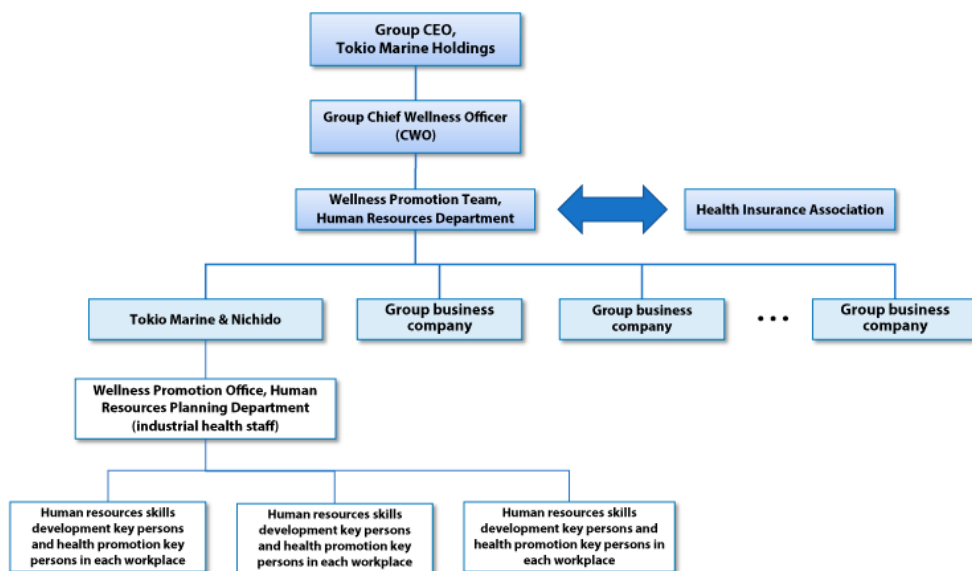 Group CEO,
Tokio Marine Holdings
Group Chief Wellness Officer
(CWO)
Wellness Promotion Team,
Human Resources Department
Health Insurance Association
Tokio Marine & Nichido
Group business
company
Group business
company
• • •
Group business
company
Wellness Promotion Office, Human
Resources Planning Department
(industrial health staff)
Human resources skills
development key persons
and health promotion key
persons in each workplace
Human resources skills
development key persons
and health promotion key
persons in each workplace
Human resources skills
development key persons and
health promotion key persons in
each workplace